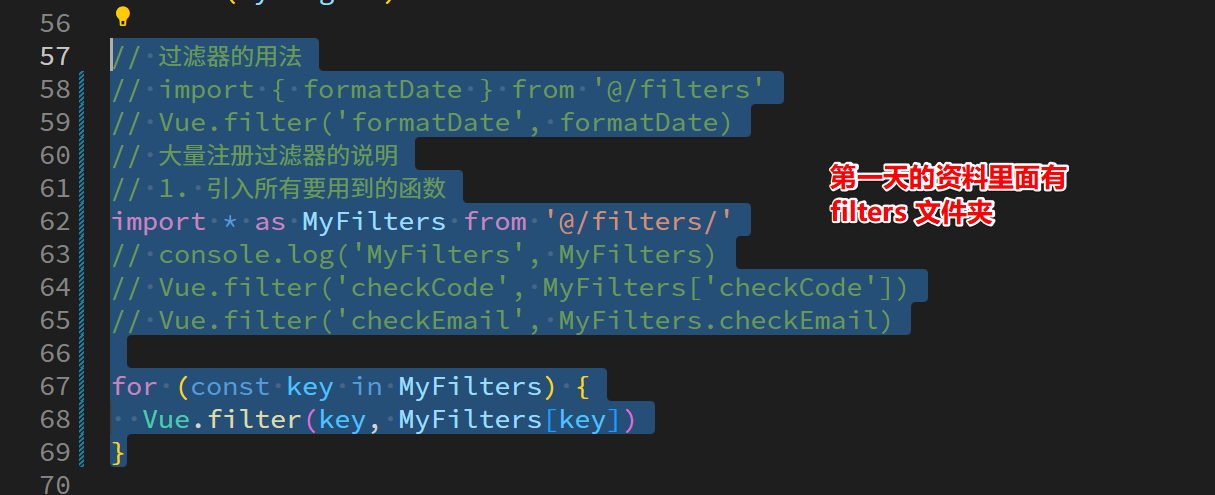 56
57 // 过滤器的用法
58 // import { formatDate } from '@/filters'
59 // Vue.filter('formatDate', formatDate)
60 // 大量注册过滤器的说明
61 // 1. 引入所有要用到的函数
62 import * as MyFilters from '@/filters/'
63 // console.log('MyFilters', MyFilters)
64 // Vue.filter('checkCode', MyFilters['checkCode'])
65 // Vue.filter('checkEmail', MyFilters.checkEmail)
66
67 for (const key in MyFilters) {
68   Vue.filter(key, MyFilters[key])
69 }
70
第一天的资料里面有
filters 文件夹